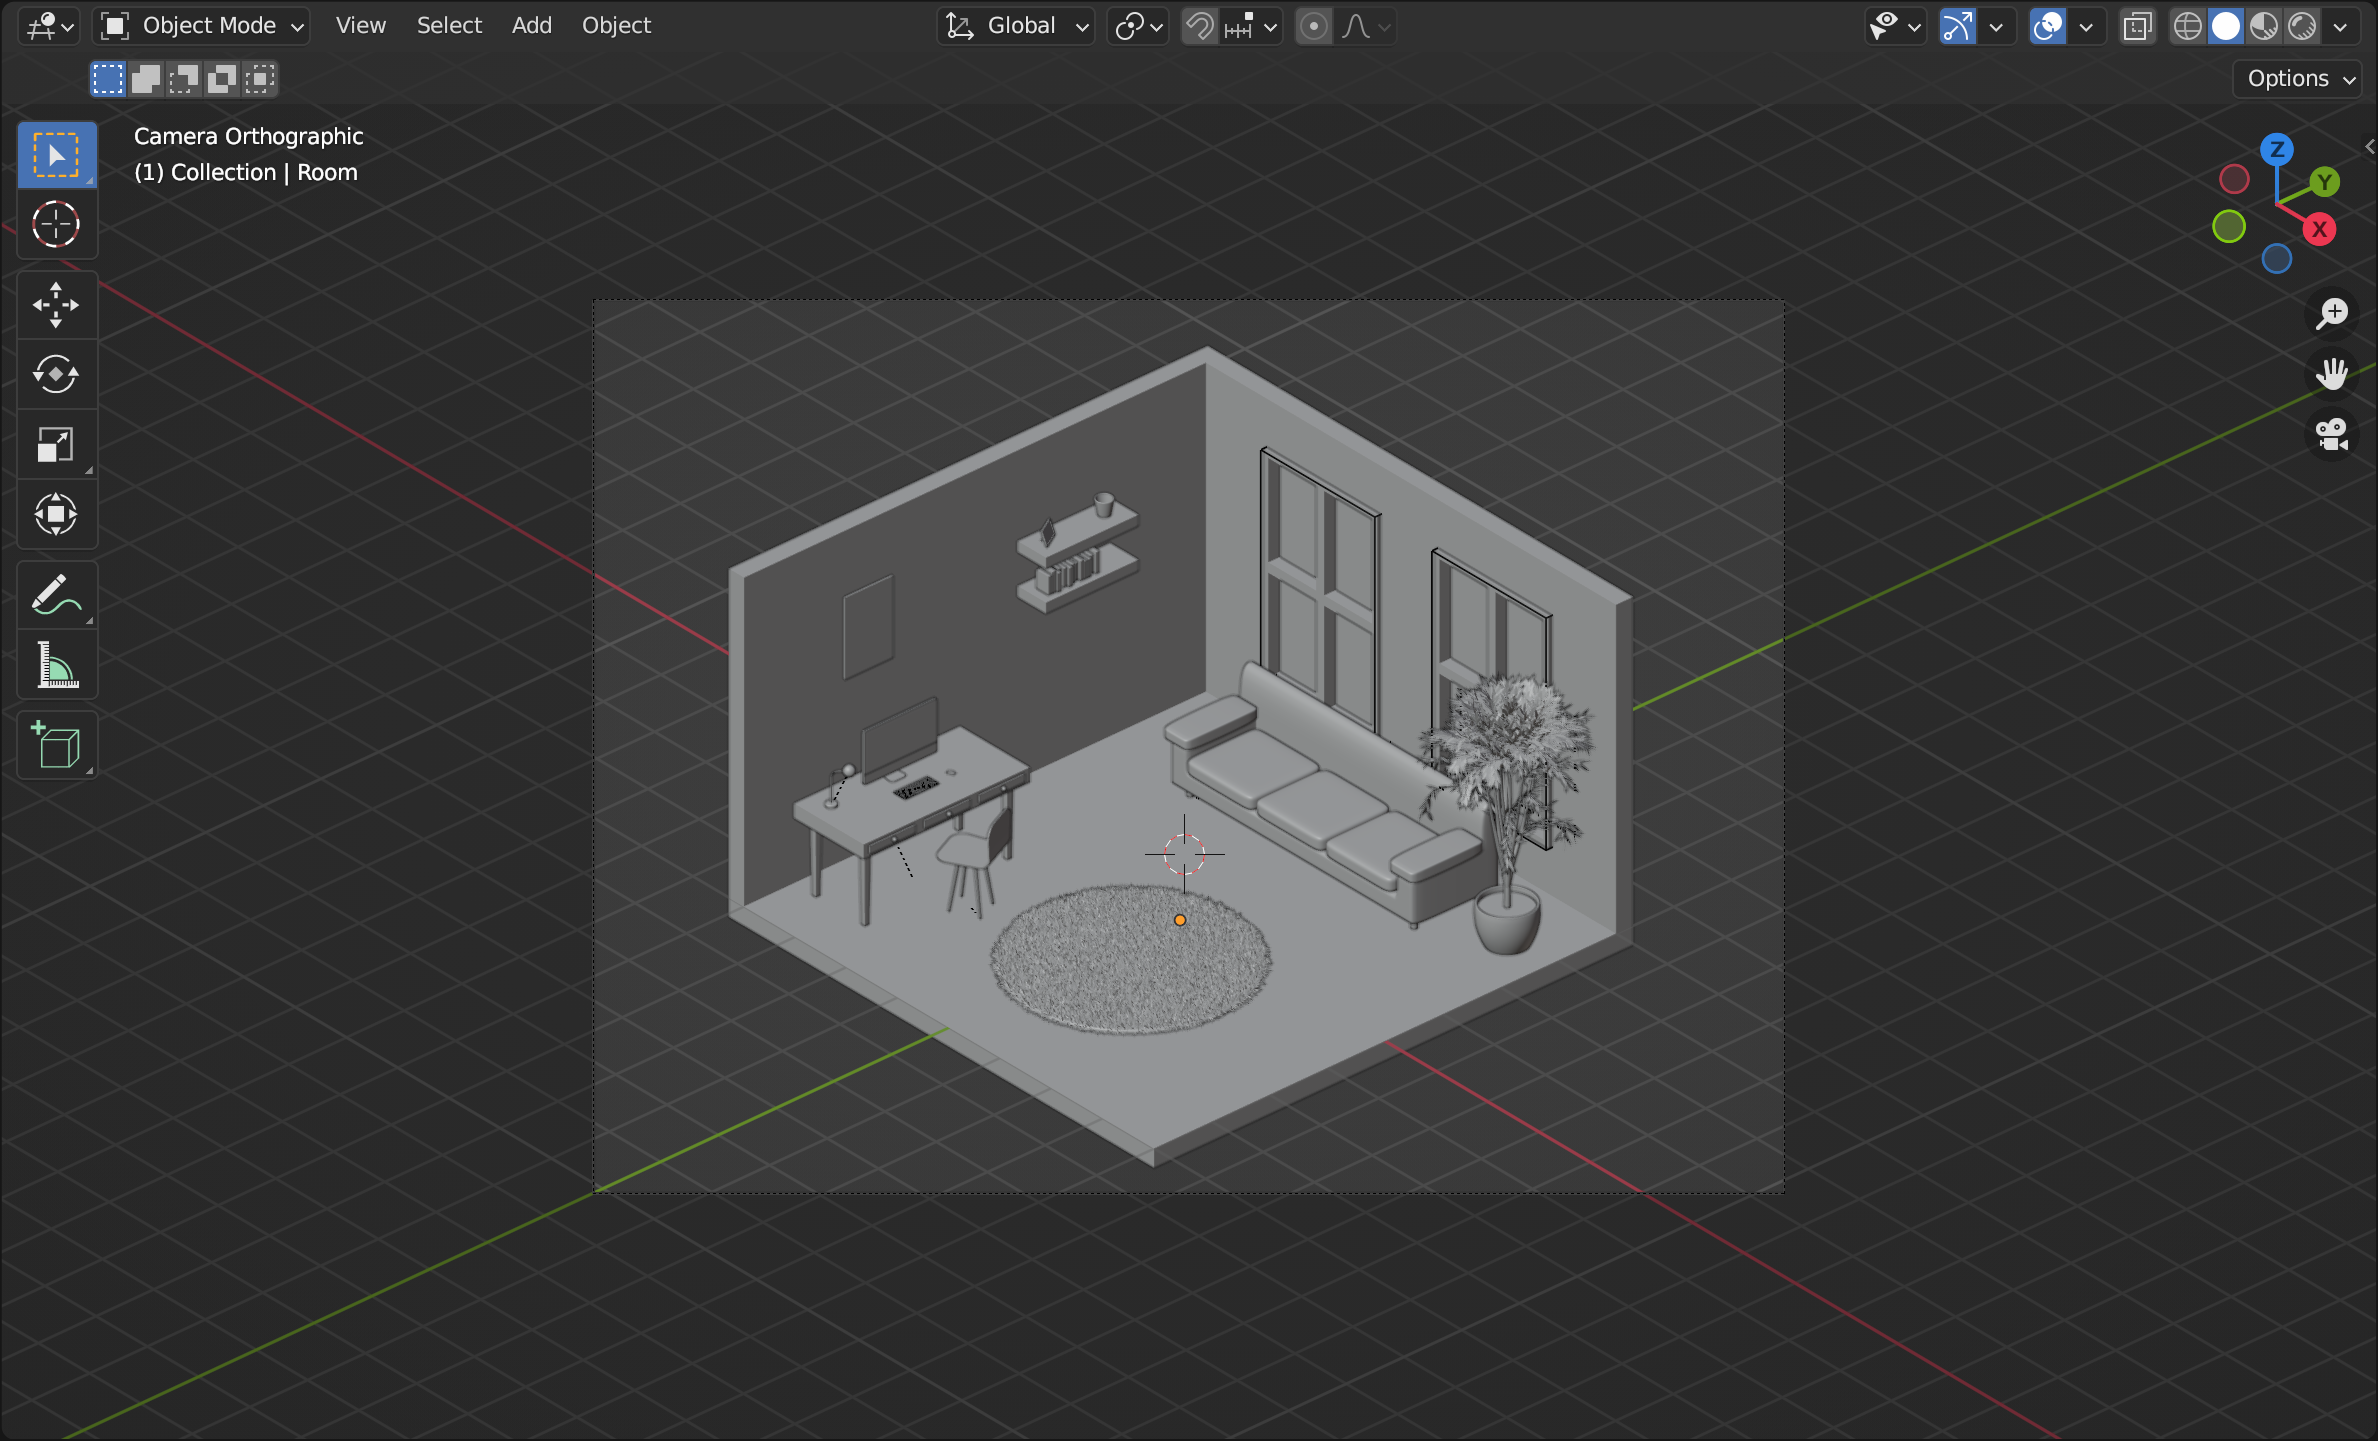 Object Mode View Select Add Object Global
Options
Camera Orthographic
(1) Collection | Room
Z
Y
X